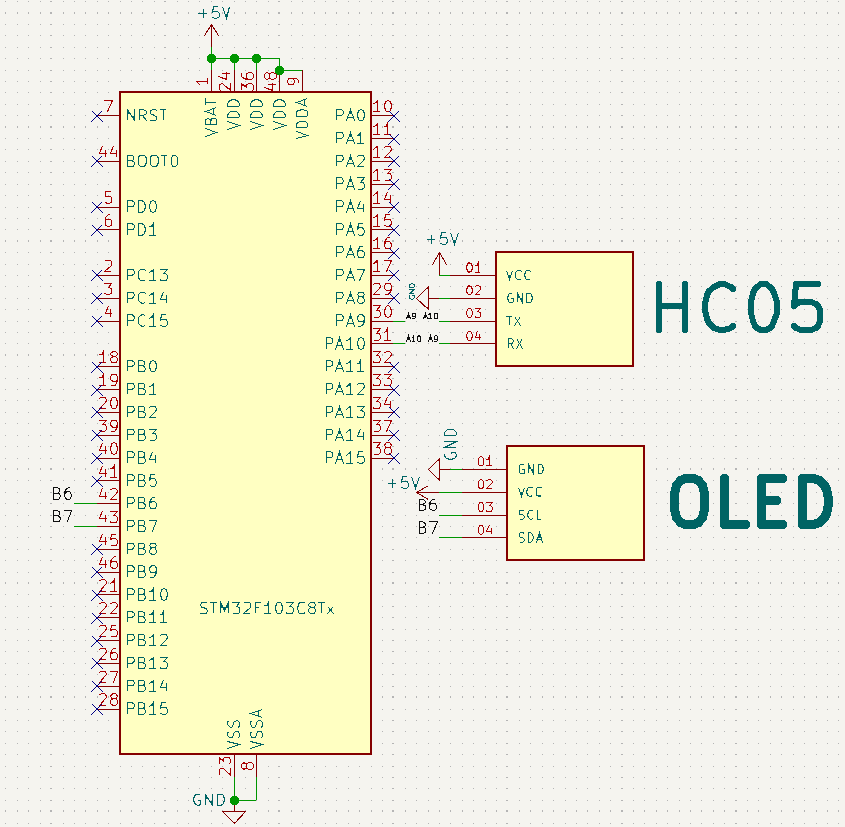 +5V
1 24 36 48 9
VBAT VDD VDD VDD VDDA
7 NRST
44 BOOT0
5 PD0
6 PD1
2 PC13
3 PC14
4 PC15
18 PB0
19 PB1
20 PB2
39 PB3
40 PB4
41 PB5
B6 42 PB6
B7 43 PB7
45 PB8
46 PB9
21 PB10
22 PB11
25 PB12
26 PB13
27 PB14
28 PB15
PA0 10
PA1 11
PA2 12
PA3 13
PA4 14
PA5 15
PA6 16
PA7 17
PA8 29
PA9 30 A9
PA10 31 A10
PA11 32
PA12 33
PA13 34
PA14 37
PA15 38
STM32F103C8Tx
VSS VSSA
23 8
GND
+5V
01 VCC
GND 02 GND
A10 03 TX
A9 04 RX
HC05
GND 01 GND
+5V 02 VCC
B6 03 SCL
B7 04 SDA
OLED